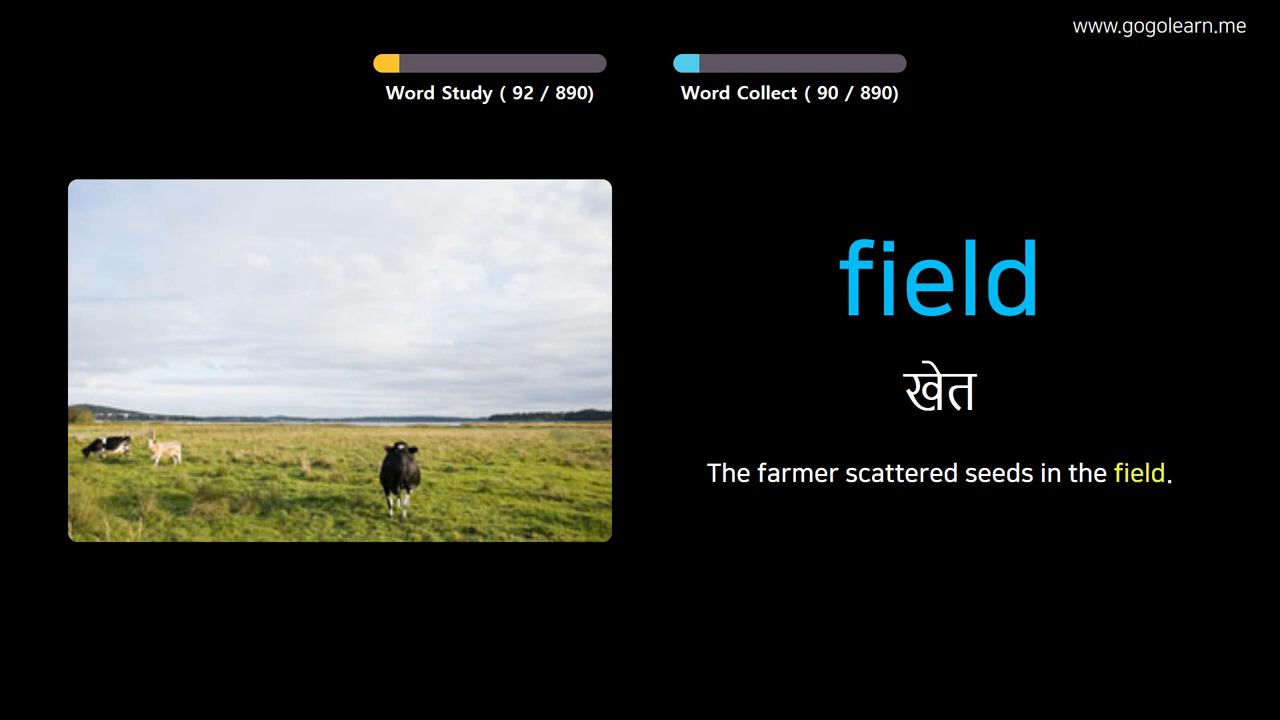 www.gogolearn.me
Word Study ( 92 / 890)
Word Collect ( 90 / 890)
field
खेत
The farmer scattered seeds in the field.